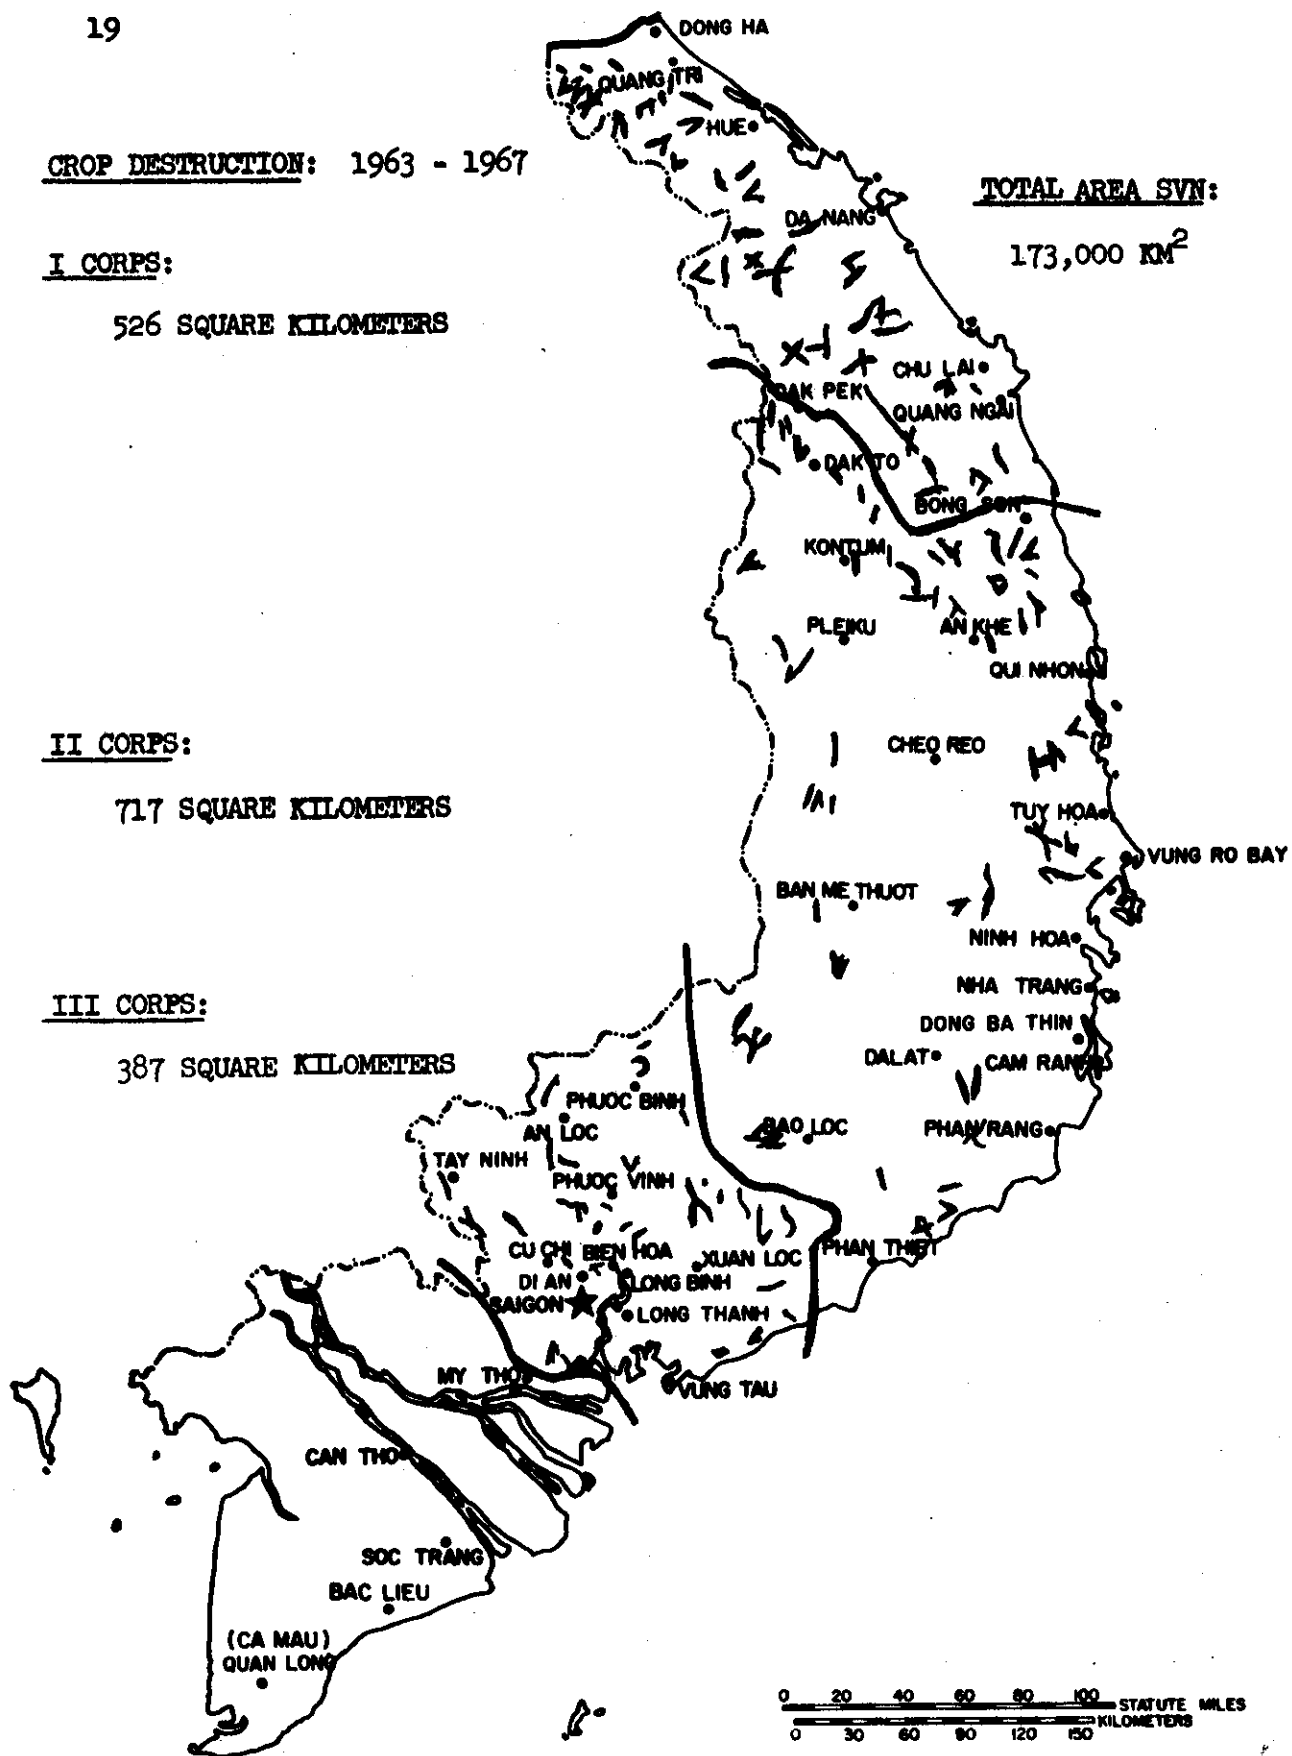 19
DONG HA
QUANG TRI
HUE
CROP DESTRUCTION: 1963 - 1967
TOTAL AREA SVN:
173,000 KM²
DA NANG
I CORPS:
526 SQUARE KILOMETERS
CHU LAI
DAK PEK
QUANG NGAI
DAK TO
BONG SON
KONTUM
PLEIKU
AN KHE
QUI NHON
II CORPS:
717 SQUARE KILOMETERS
CHEO REO
TUY HOA
VUNG RO BAY
BAN ME THUOT
NINH HOA
NHA TRANG
III CORPS:
387 SQUARE KILOMETERS
DONG BA THIN
DALAT
CAM RANH
PHUOC BINH
AN LOC
BAO LOC
PHAN RANG
TAY NINH
PHUOC VINH
CU CHI
BIEN HOA
XUAN LOC
PHAN THIET
DI AN
LONG BINH
SAIGON
LONG THANH
MY THO
VUNG TAU
CAN THO
SOC TRANG
BAC LIEU
(CA MAU)
QUAN LONG
0 20 40 60 80 100 STATUTE MILES
0 30 60 90 120 150 KILOMETERS